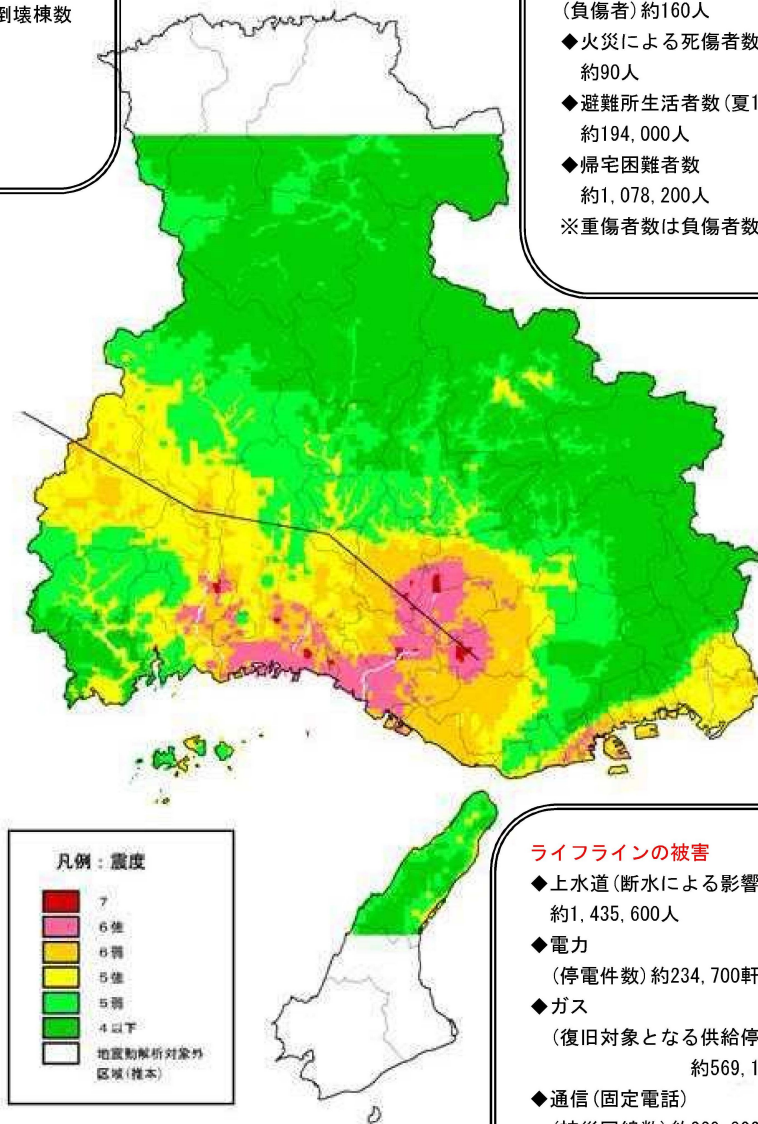 倒壊棟数
(負傷者)約160人
◆火災による死傷者数
約90人
◆避難所生活者数(夏1
約194,000人
◆帰宅困難者数
約1,078,200人
※重傷者数は負傷者数
凡例:震度
7
6強
6弱
5強
5弱
4以下
地震動解析対象外
区域(推本)
ライフラインの被害
◆上水道(断水による影響
約1,435,600人
◆電力
(停電件数)約234,700軒
◆ガス
(復旧対象となる供給停
約569,1
◆通信(固定電話)